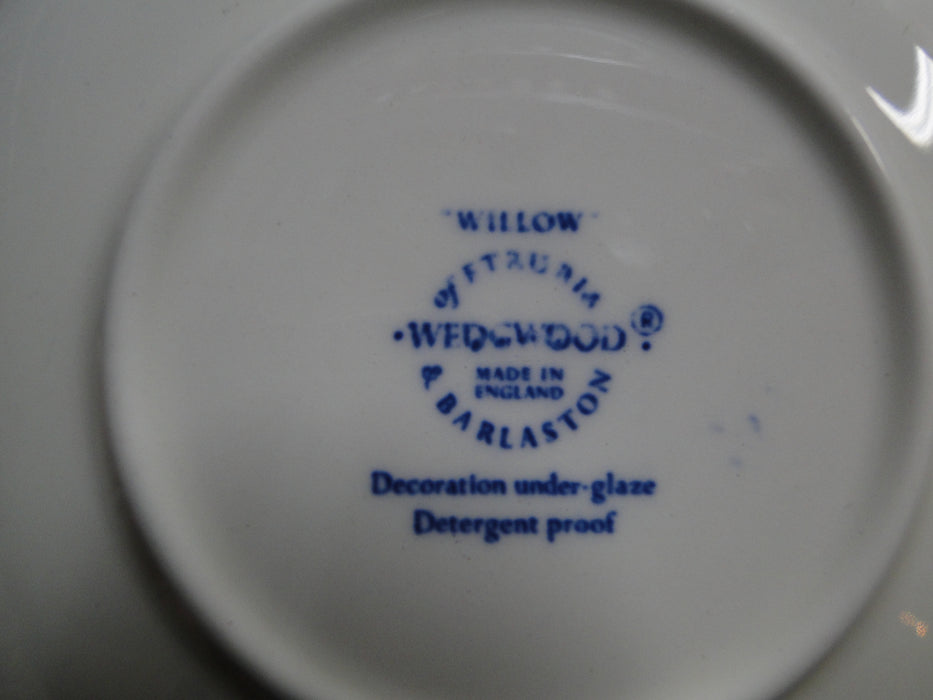 "WILLOW"
of ETRURIA
•WEDGWOOD•®
MADE IN
ENGLAND
& BARLASTON
Decoration under-glaze
Detergent proof